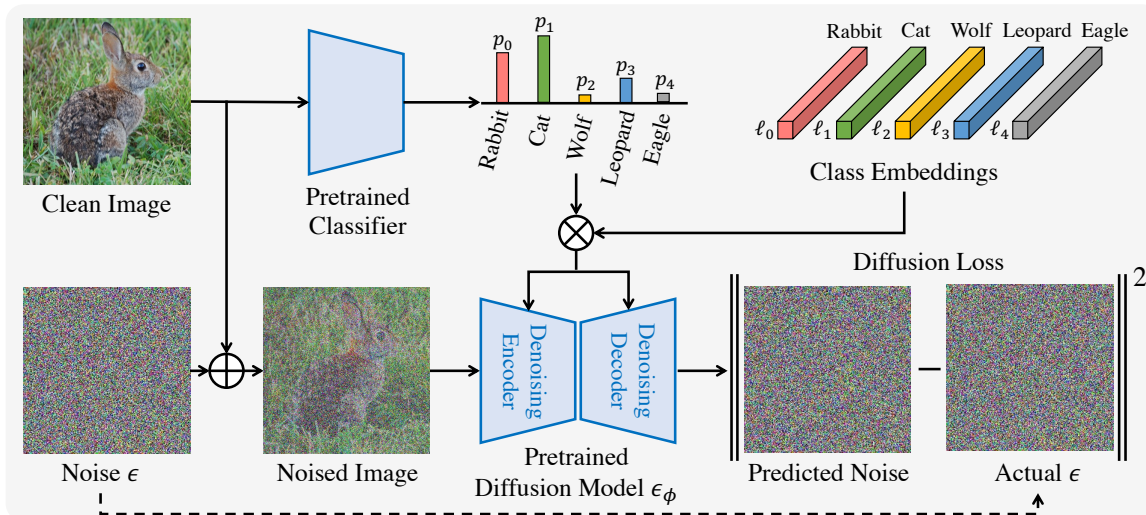 p₀
p₁
p₂
p₃
p₄
Rabbit
Cat
Wolf
Leopard
Eagle
Rabbit
Cat
Wolf
Leopard
Eagle
ℓ₀
ℓ₁
ℓ₂
ℓ₃
ℓ₄
Clean Image
Pretrained
Classifier
Class Embeddings
Diffusion Loss
2
Denoising
Encoder
Denoising
Decoder
Noise ϵ
Noised Image
Pretrained
Diffusion Model ϵ_ϕ
Predicted Noise
Actual ϵ